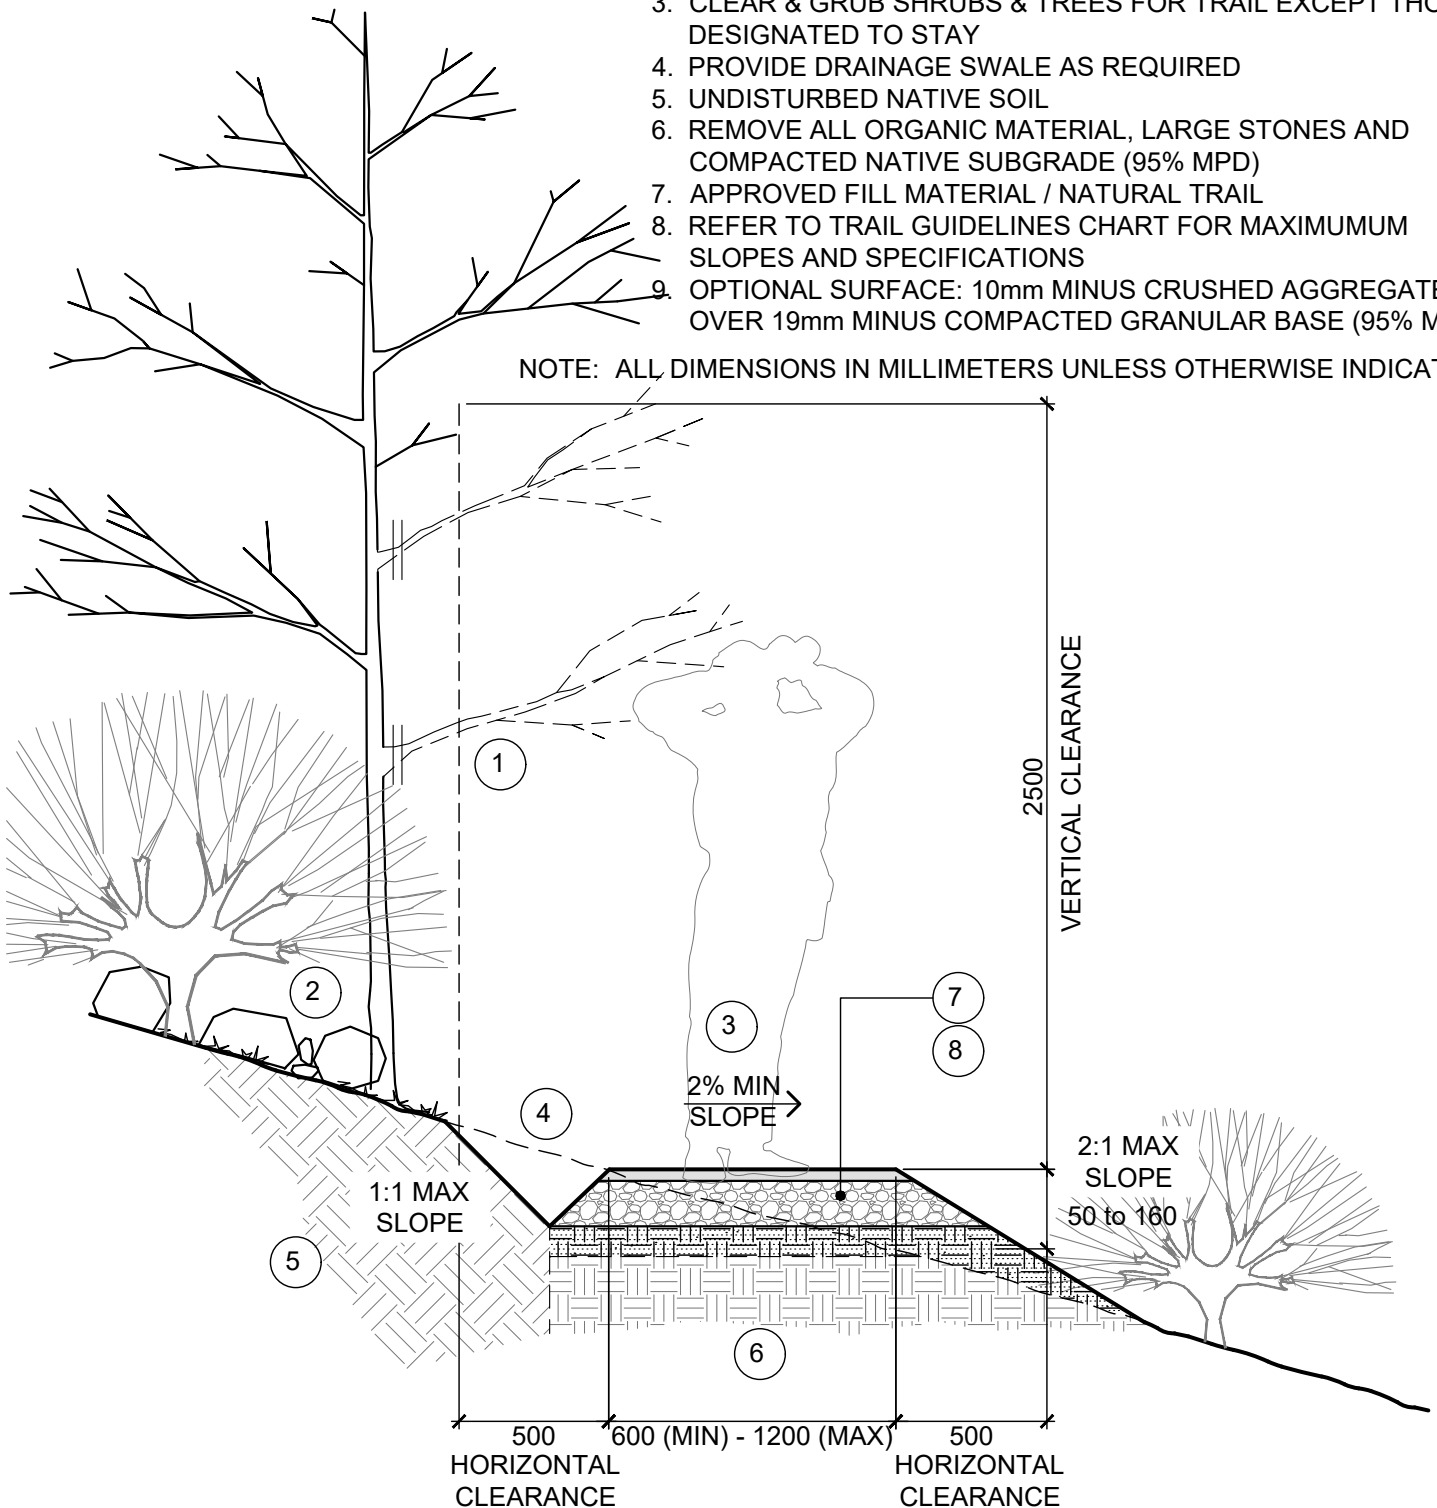 3. CLEAR & GRUB SHRUBS & TREES FOR TRAIL EXCEPT
DESIGNATED TO STAY
4. PROVIDE DRAINAGE SWALE AS REQUIRED
5. UNDISTURBED NATIVE SOIL
6. REMOVE ALL ORGANIC MATERIAL, LARGE STONES AND
COMPACTED NATIVE SUBGRADE (95% MPD)
7. APPROVED FILL MATERIAL / NATURAL TRAIL
8. REFER TO TRAIL GUIDELINES CHART FOR MAXIMUMUM
SLOPES AND SPECIFICATIONS
9. OPTIONAL SURFACE: 10mm MINUS CRUSHED AGGREGATE
OVER 19mm MINUS COMPACTED GRANULAR BASE (95%
NOTE: ALL DIMENSIONS IN MILLIMETERS UNLESS OTHERWISE
1
2500
VERTICAL CLEARANCE
2
3
7
8
2% MIN
SLOPE
4
2:1 MAX
SLOPE
50 to 160
1:1 MAX
SLOPE
5
6
500
HORIZONTAL
CLEARANCE
600 (MIN) - 1200 (MAX)
500
HORIZONTAL
CLEARANCE